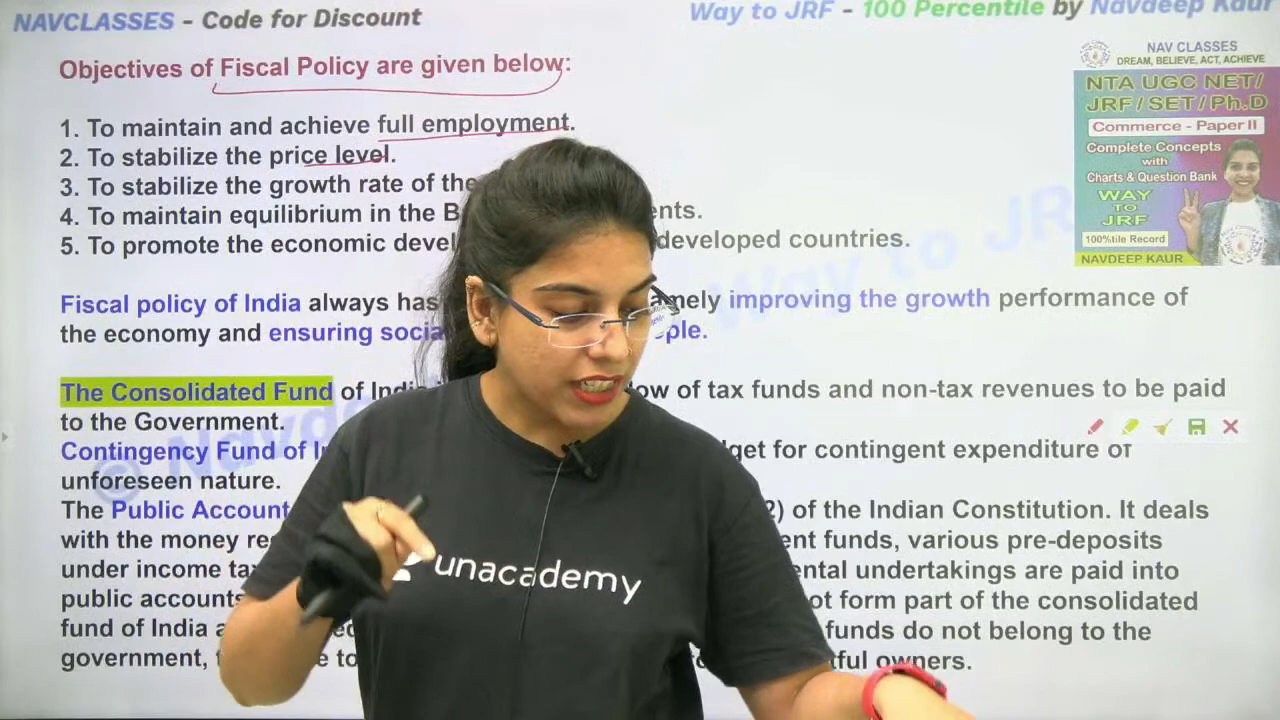 NAVCLASSES - Code for Discount
Way to JRF - 100 Percentile by Navdeep Kaur
Objectives of Fiscal Policy are given below:
1. To maintain and achieve full employment.
2. To stabilize the price level.
3. To stabilize the growth rate of the
4. To maintain equilibrium in the B ents.
5. To promote the economic devel developed countries.
Fiscal policy of India always has amely improving the growth performance of
the economy and ensuring socia ple.
The Consolidated Fund of India ow of tax funds and non-tax revenues to be paid
to the Government.
Contingency Fund of I get for contingent expenditure of
unforeseen nature.
The Public Account 2) of the Indian Constitution. It deals
with the money re ent funds, various pre-deposits
under income ta ental undertakings are paid into
public accounts ot form part of the consolidated
fund of India a funds do not belong to the
government, to tful owners.
NAV CLASSES
DREAM, BELIEVE, ACT, ACHIEVE
NTA UGC NET/
JRF/SET/Ph.D
Commerce - Paper II
Complete Concepts
with
Charts & Question Bank
WAY
TO
JRF
100%tile Record
NAVDEEP KAUR
Way to JR
© Navde
unacademy